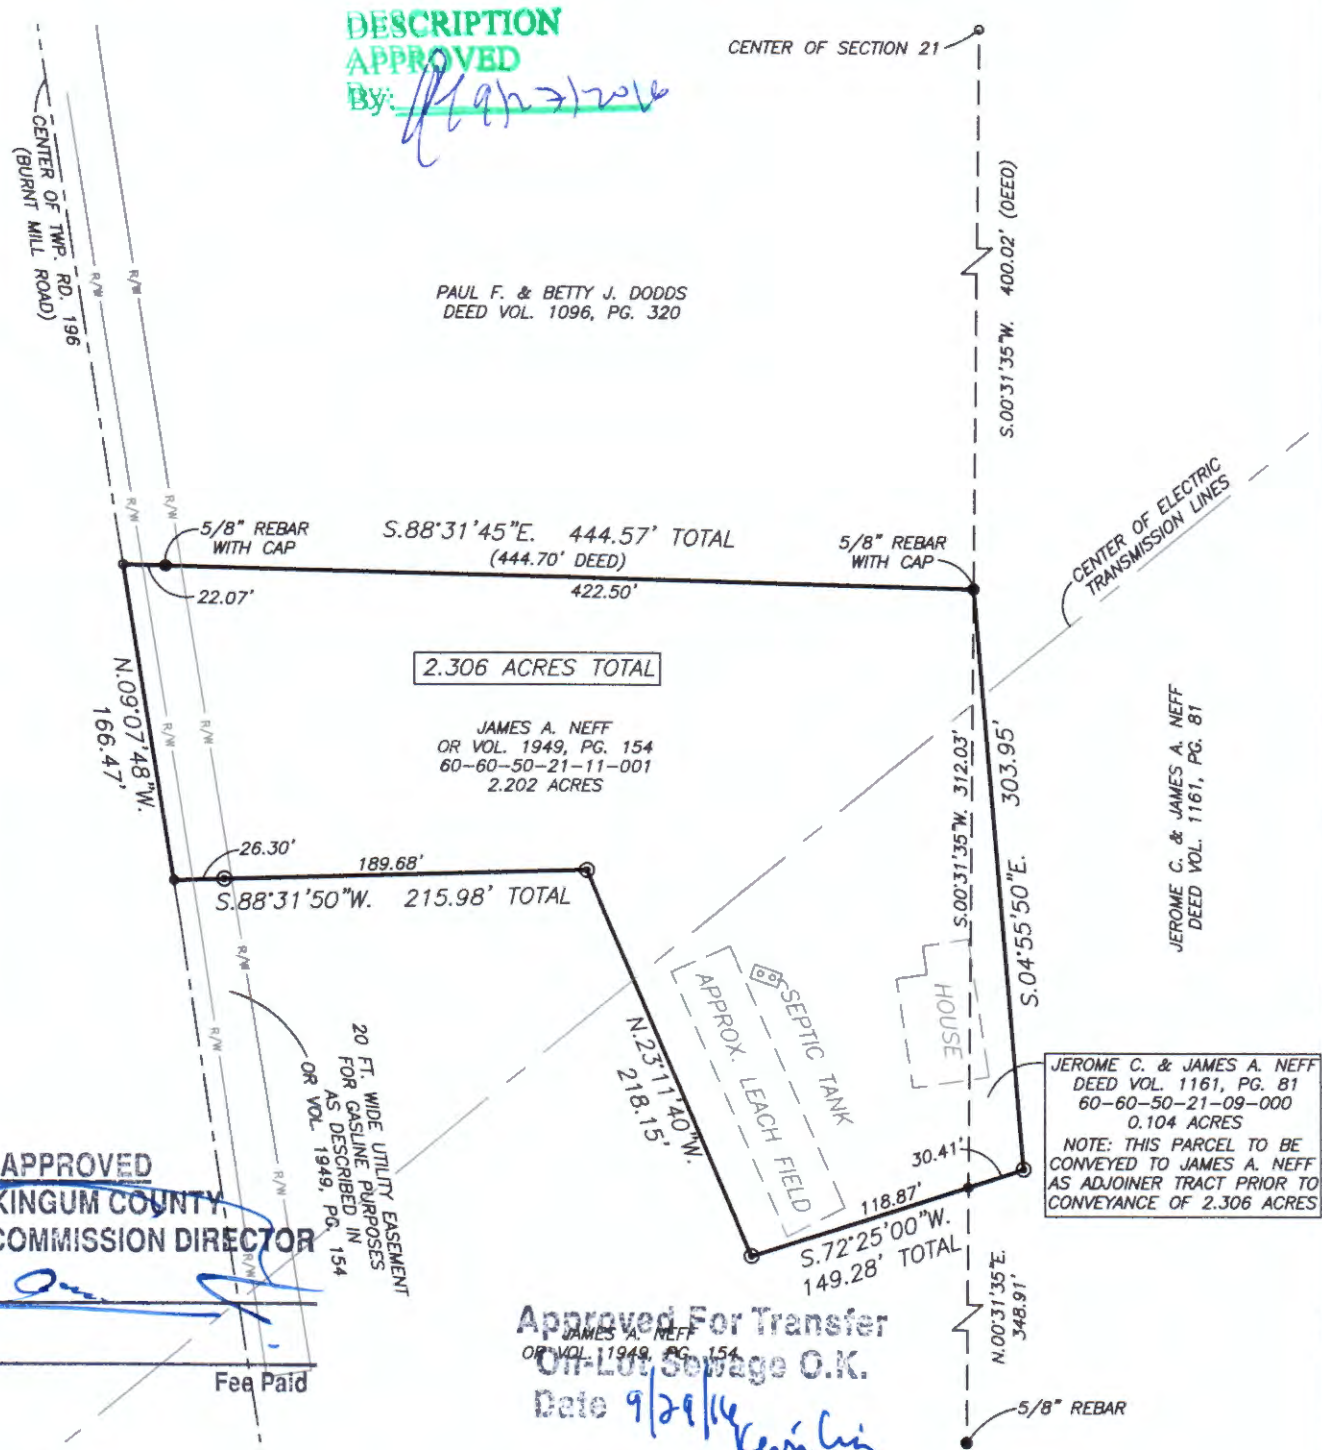 DESCRIPTION
APPROVED
By: 9/27/2016
CENTER OF SECTION 21
CENTER OF TWP. RD. 196
(BURNT MILL ROAD)
R/W
R/W
S.00°31'35"W. 400.02' (DEED)
PAUL F. & BETTY J. DODDS
DEED VOL. 1096, PG. 320
CENTER OF ELECTRIC
TRANSMISSION LINES
R/W
R/W
5/8" REBAR
WITH CAP
S.88°31'45"E. 444.57' TOTAL
(444.70' DEED)
422.50'
5/8" REBAR
WITH CAP
22.07'
2.306 ACRES TOTAL
JAMES A. NEFF
OR VOL. 1949, PG. 154
60-60-50-21-11-001
2.202 ACRES
N.09°07'48"W.
166.47'
R/W
R/W
S.00°31'35"W. 312.03'
S.04°55'50"E. 303.95'
JEROME C. & JAMES A. NEFF
DEED VOL. 1161, PG. 81
26.30'
189.68'
S.88°31'50"W. 215.98' TOTAL
R/W
R/W
SEPTIC TANK
APPROX. LEACH FIELD
HOUSE
N.23°11'40"W.
218.15'
20 FT. WIDE UTILITY EASEMENT
FOR GASLINE PURPOSES
AS DESCRIBED IN
OR VOL. 1949, PG. 154
JEROME C. & JAMES A. NEFF
DEED VOL. 1161, PG. 81
60-60-50-21-09-000
0.104 ACRES
NOTE: THIS PARCEL TO BE
CONVEYED TO JAMES A. NEFF
AS ADJOINER TRACT PRIOR TO
CONVEYANCE OF 2.306 ACRES
30.41'
118.87'
S.72°25'00"W.
149.28' TOTAL
R/W
R/W
APPROVED
KINGUM COUNTY
COMMISSION DIRECTOR
Fee Paid
N.00°31'35"E.
348.91'
JAMES A. NEFF
OR VOL. 1949, PG. 154
Approved For Transfer
On-Lot Sewage O.K.
Date 9/29/16
5/8" REBAR